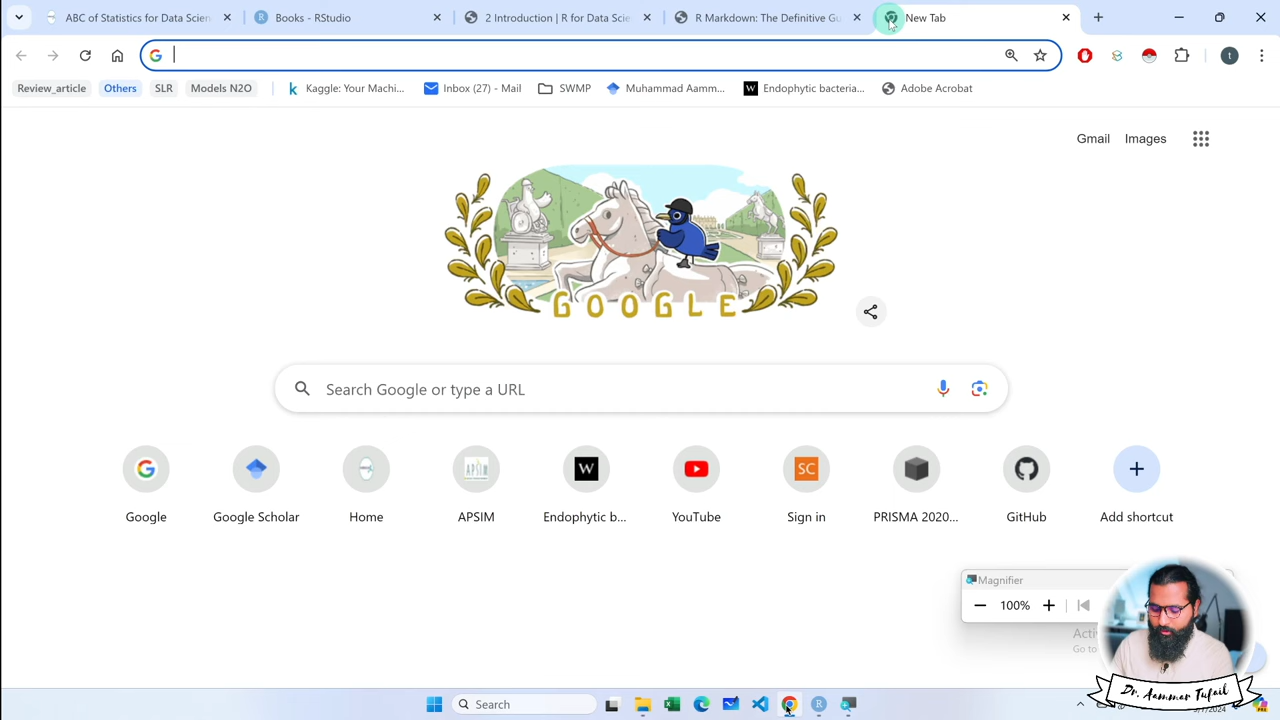 ABC of Statistics for Data Scien
Books - RStudio
2 Introduction | R for Data Scie
R Markdown: The Definitive Gu
New Tab
Review_article
Others
SLR
Models N2O
Kaggle: Your Machi...
Inbox (27) - Mail
SWMP
Muhammad Aamm...
Endophytic bacteria...
Adobe Acrobat
Gmail
Images
GOOGLE
Search Google or type a URL
Google
Google Scholar
Home
APSIM
Endophytic b...
YouTube
Sign in
PRISMA 2020...
GitHub
Add shortcut
Magnifier
100%
Acti
Go to
Search
Dr. Aammar Tufail